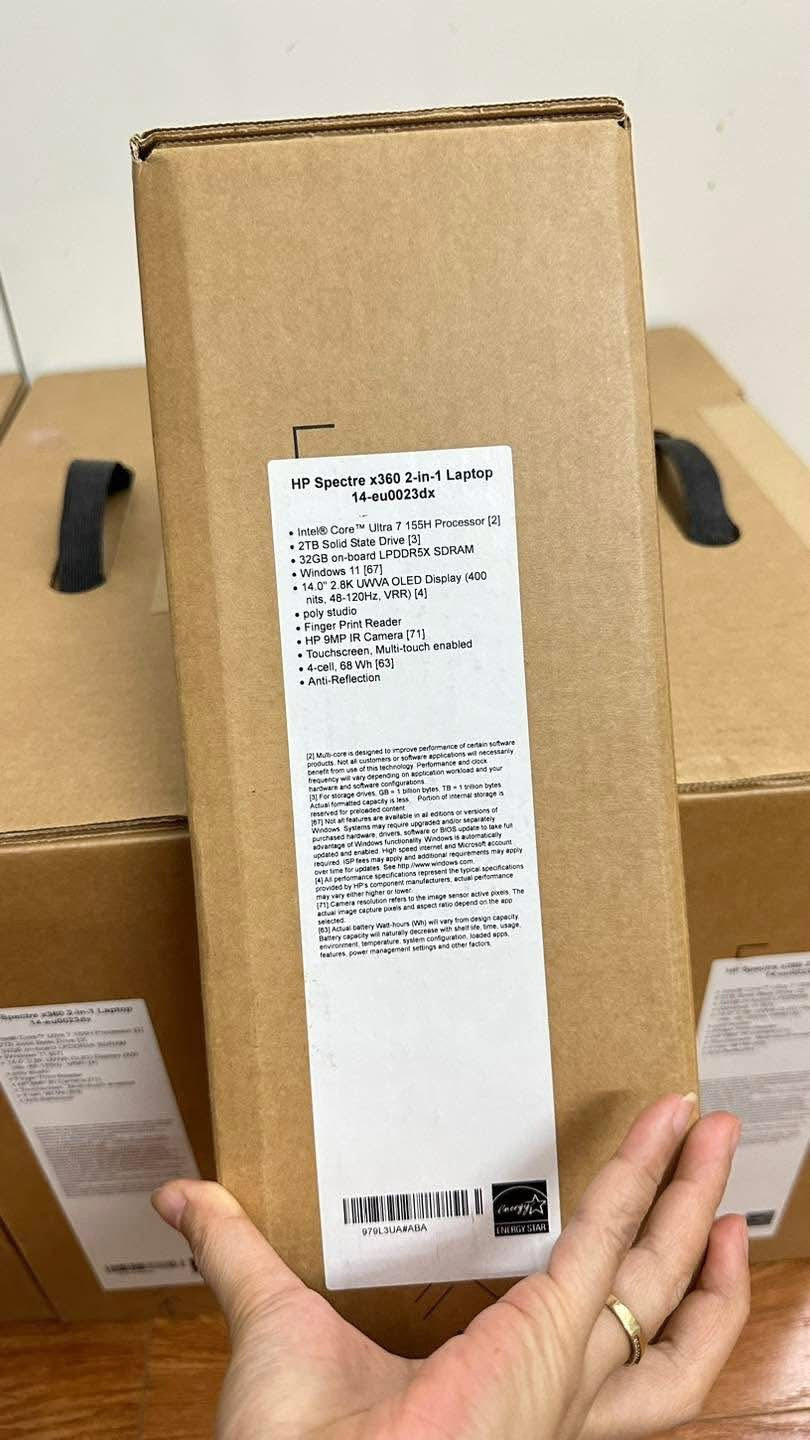 HP Spectre x360 2-in-1 Laptop
14-eu0023dx
• Intel® Core™ Ultra 7 155H Processor [2]
• 2TB Solid State Drive [3]
• 32GB on-board LPDDR5X SDRAM
• Windows 11 [67]
• 14.0" 2.8K UWVA OLED Display (400
nits, 48-120Hz, VRR) [4]
• poly studio
• Finger Print Reader
• HP 9MP IR Camera [71]
• Touchscreen, Multi-touch enabled
• 4-cell, 68 Wh [63]
• Anti-Reflection
[2] Multi-core is designed to improve performance of certain software
products. Not all customers or software applications will necessarily
benefit from use of this technology. Performance and clock
frequency will vary depending on application workload and your
hardware and software configurations.
[3] For storage drives, GB = 1 billion bytes. TB = 1 trillion bytes.
Actual formatted capacity is less. Portion of internal storage is
reserved for preloaded content.
[67] Not all features are available in all editions or versions of
Windows. Systems may require upgraded and/or separately
purchased hardware, drivers, software or BIOS update to take full
advantage of Windows functionality. Windows is automatically
updated and enabled. High speed internet and Microsoft account
required. ISP fees may apply and additional requirements may apply
over time for updates. See http://www.windows.com.
[4] All performance specifications represent the typical specifications
provided by HP's component manufacturers; actual performance
may vary either higher or lower.
[71] Camera resolution refers to the image sensor active pixels. The
actual image capture pixels and aspect ratio depend on the app
selected.
[63] Actual battery Watt-hours (Wh) will vary from design capacity.
Battery capacity will naturally decrease with shelf life, time, usage,
environment, temperature, system configuration, loaded apps,
features, power management settings and other factors.
979L3UA#ABA
energy
ENERGY STAR
Spectre x360 2-in-1 Laptop
14-eu0023dx
HP Spectre x360